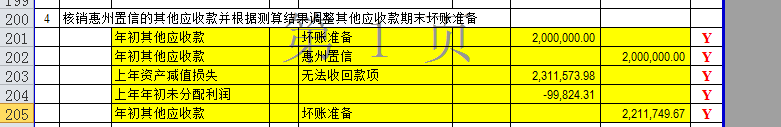 199
200 4 核销惠州置信的其他应收款并根据测算结果调整其他应收款期末坏账准备
201 年初其他应收款 坏账准备 2,000,000.00 Y
202 年初其他应收款 惠州置信 2,000,000.00 Y
203 上年资产减值损失 无法收回款项 2,311,573.98 Y
204 上年年初未分配利润 -99,824.31 Y
205 年初其他应收款 坏账准备 2,211,749.67 Y
第 1 页